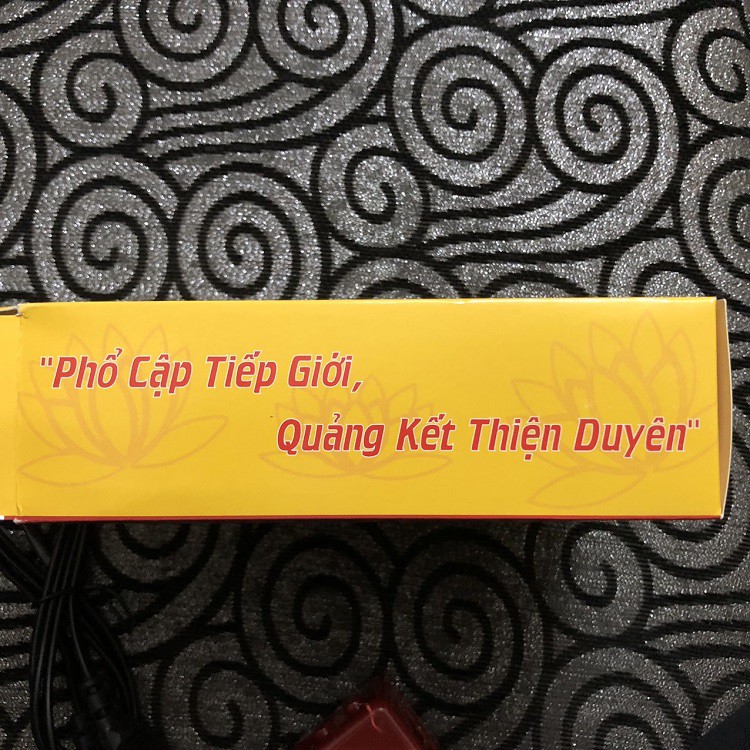 "Phổ Cập Tiếp Giới,
Quảng Kết Thiện Duyên"